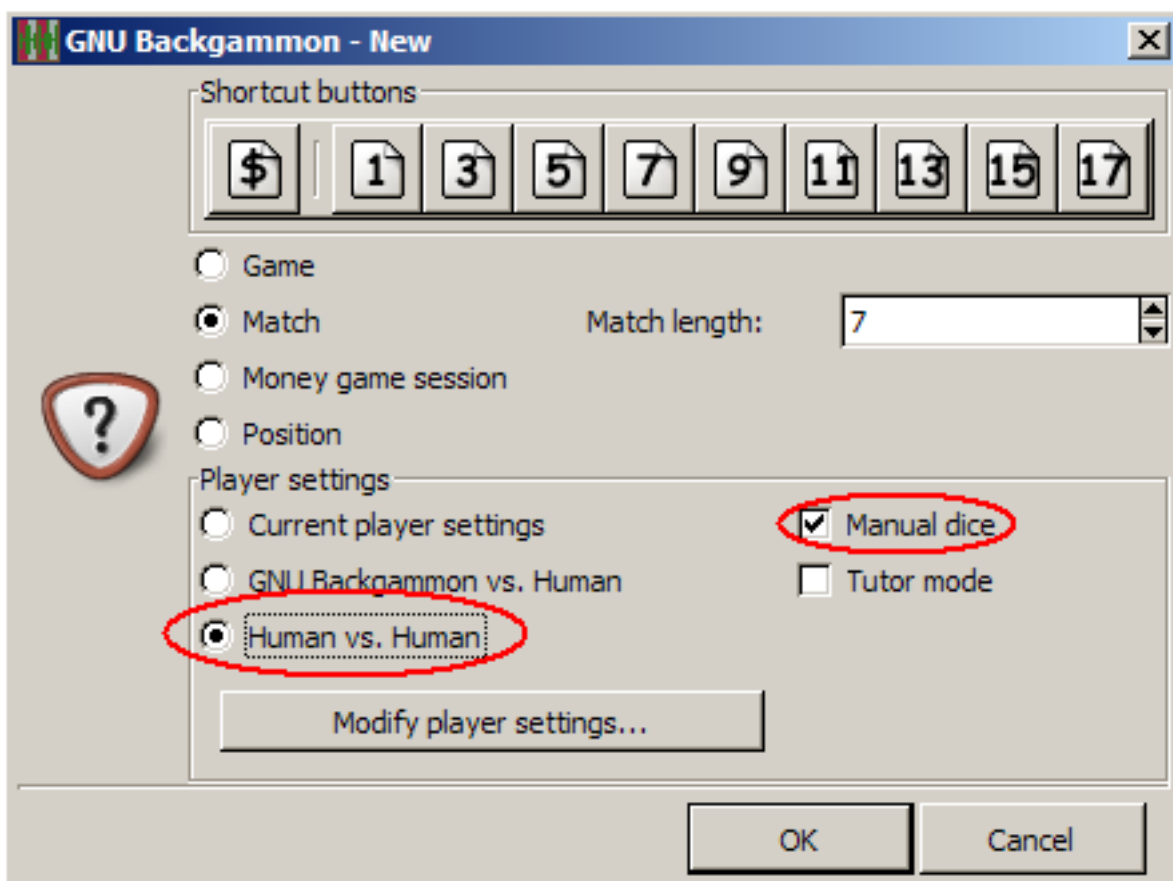 GNU Backgammon - New
Shortcut buttons
$ 1 3 5 7 9 11 13 15 17
Game
Match Match length: 7
Money game session
Position
Player settings
Current player settings Manual dice
GNU Backgammon vs. Human Tutor mode
Human vs. Human
Modify player settings...
OK Cancel